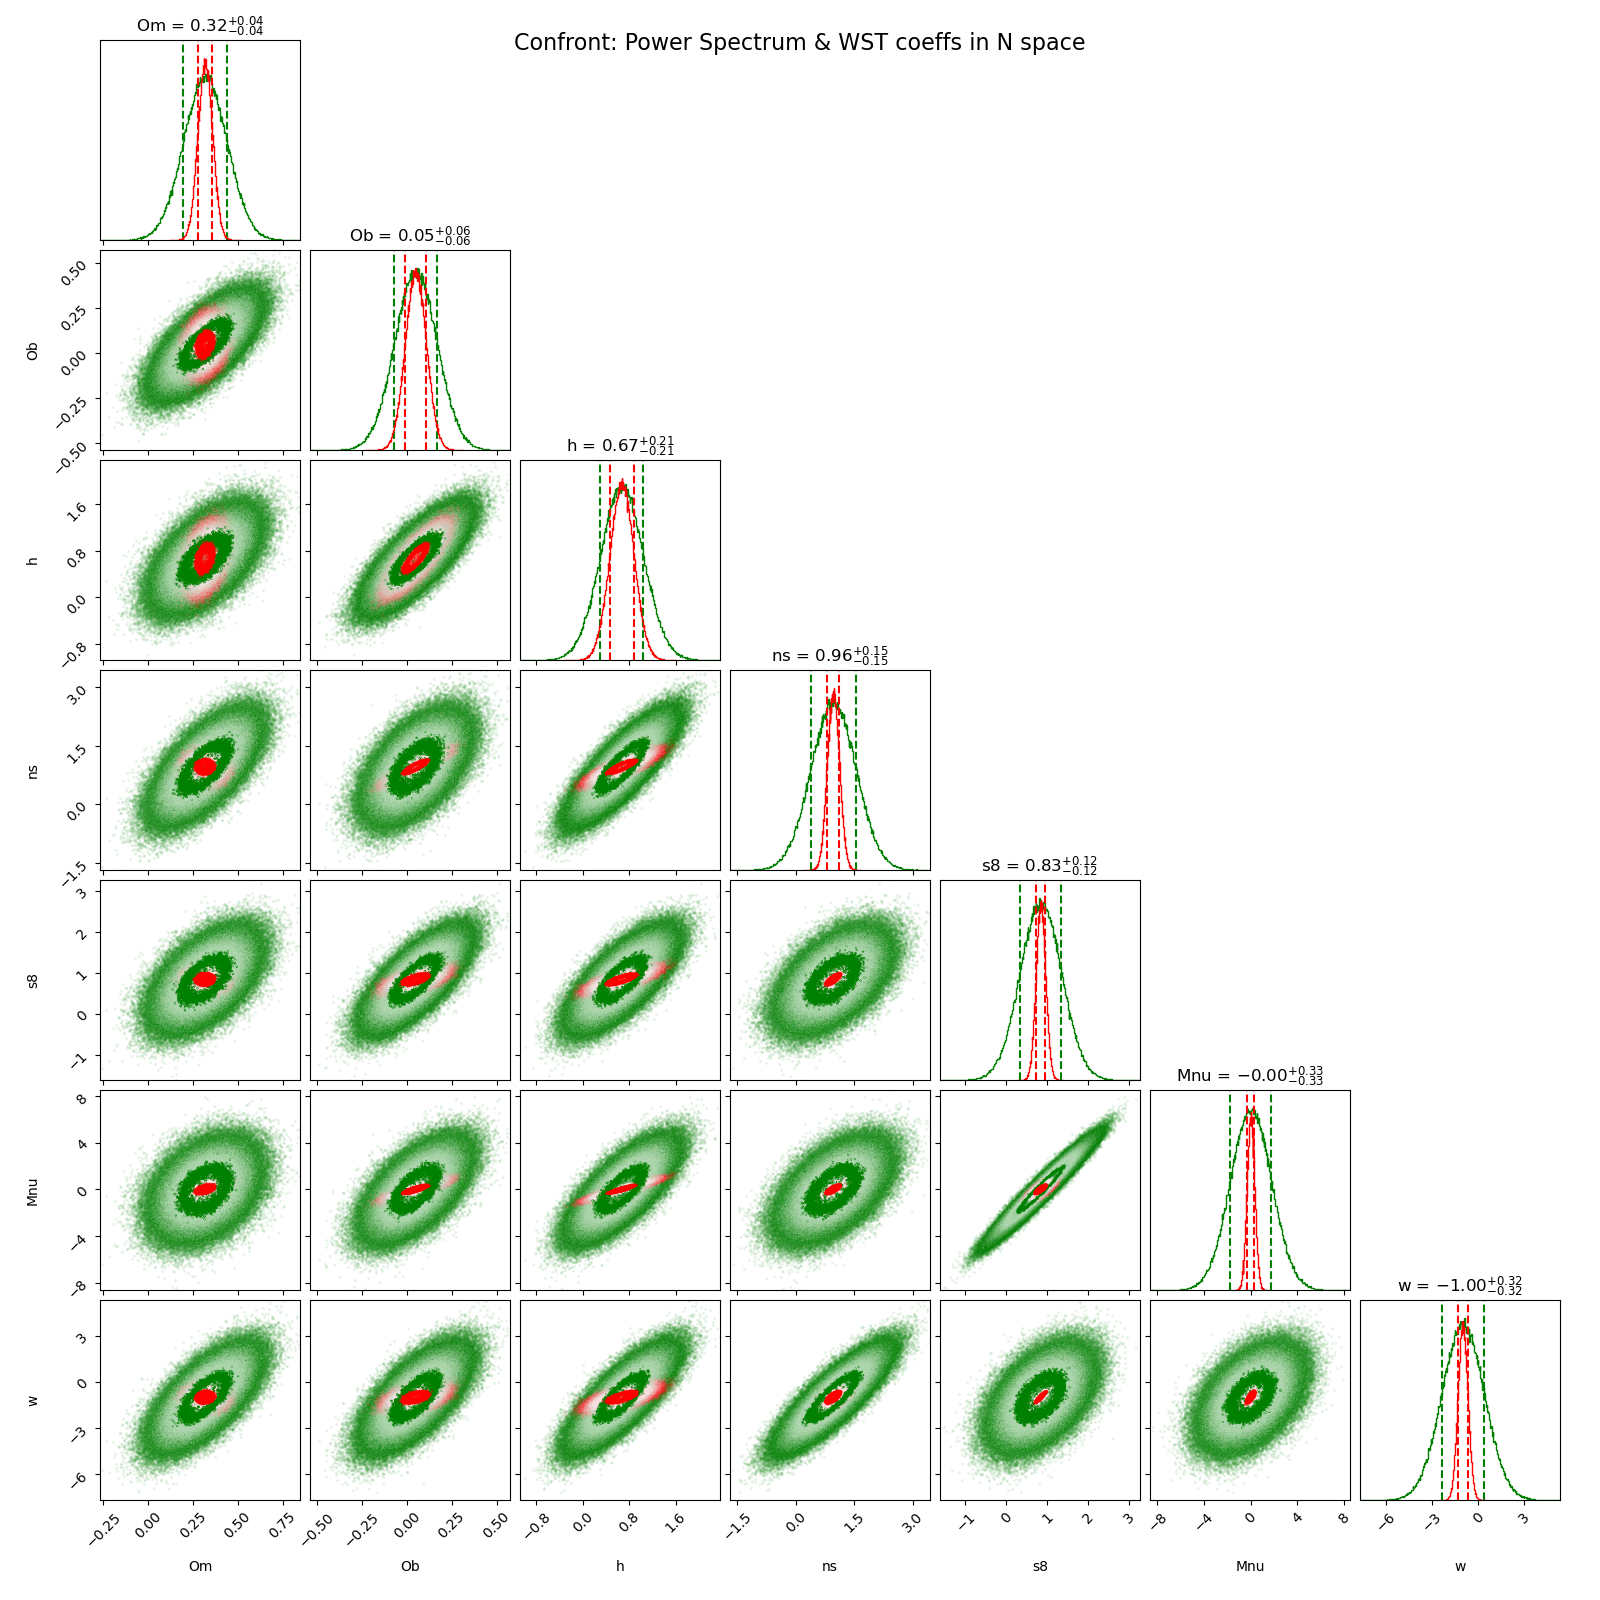 Om = 0.32 +0.04 −0.04
Confront: Power Spectrum & WST coeffs in N space
Ob = 0.05 +0.06 −0.06
0.50
0.25
0.00
−0.25
−0.50
Ob
h = 0.67 +0.21 −0.21
1.6
0.8
0.0
−0.8
h
ns = 0.96 +0.15 −0.15
3.0
1.5
0.0
−1.5
ns
s8 = 0.83 +0.12 −0.12
3
2
1
0
−1
s8
Mnu = −0.00 +0.33 −0.33
8
4
0
−4
−8
Mnu
w = −1.00 +0.32 −0.32
3
0
−3
−6
w
−0.25 0.00 0.25 0.50 0.75 −0.50 −0.25 0.00 0.25 0.50 −0.8 0.0 0.8 1.6 −1.5 0.0 1.5 3.0 −1 0 1 2 3 −8 −4 0 4 8 −6 −3 0 3
Om Ob h ns s8 Mnu w